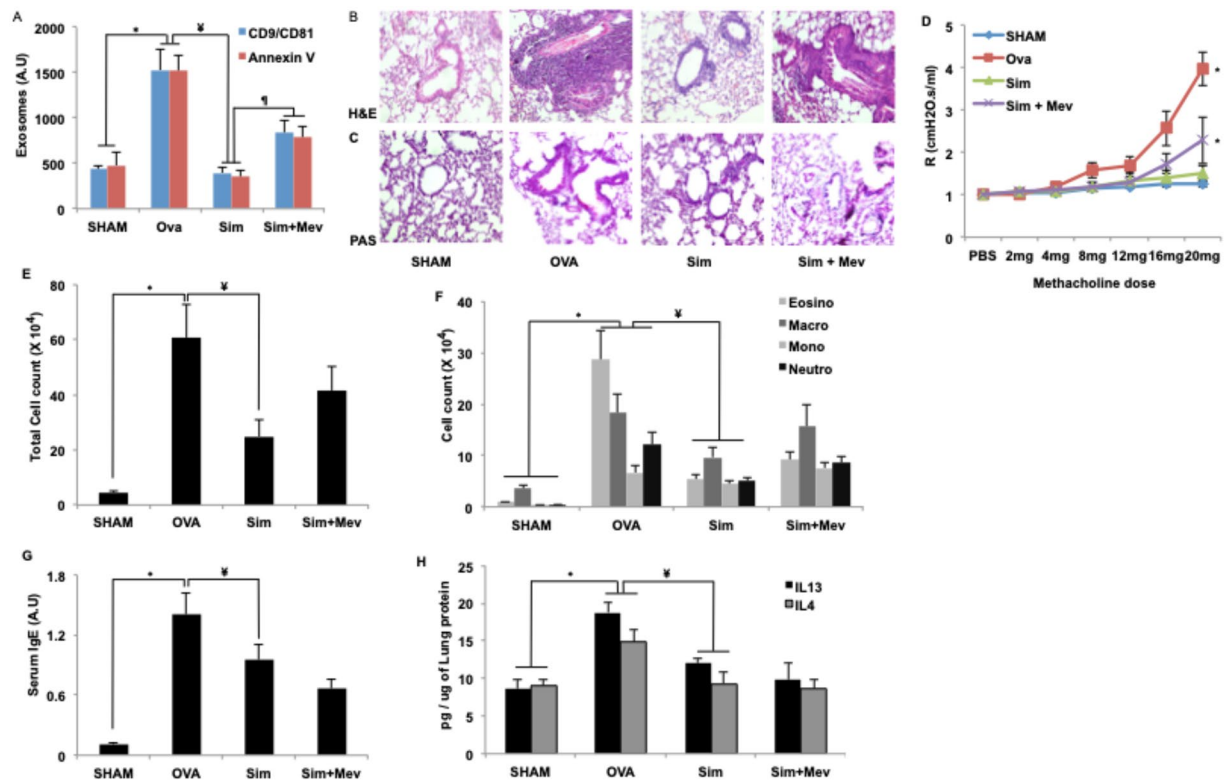 A
Exosomes (A.U)
2000
1500
1000
500
0
* ¥
¶
CD9/CD81
Annexin V
SHAM Ova Sim Sim+Mev
B
H&E
C
PAS
SHAM OVA Sim Sim + Mev
D
R (cmH2O.s/ml)
5
4
3
2
1
0
SHAM
Ova
Sim
Sim + Mev
*
*
PBS 2mg 4mg 8mg 12mg 16mg 20mg
Methacholine dose
E
Total Cell count (X 10⁴)
80
60
40
20
0
* ¥
SHAM OVA Sim Sim+Mev
F
Cell count (X 10⁴)
40
30
20
10
0
* ¥
Eosino
Macro
Mono
Neutro
SHAM OVA Sim Sim+Mev
G
Serum IgE (A.U)
1.8
1.2
0.6
0
* ¥
SHAM OVA Sim Sim+Mev
H
pg / ug of Lung protein
25
20
15
10
5
0
* ¥
IL13
IL4
SHAM OVA Sim Sim+Mev